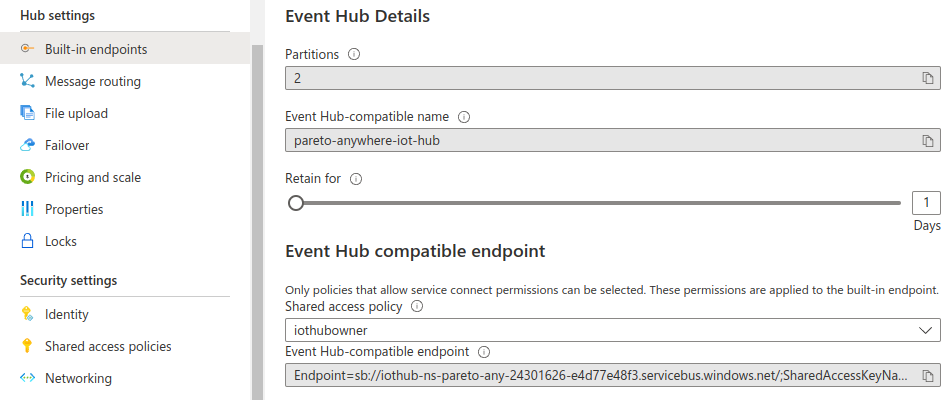 Hub settings
Built-in endpoints
Message routing
File upload
Failover
Pricing and scale
Properties
Locks
Security settings
Identity
Shared access policies
Networking
Event Hub Details
Partitions
2
Event Hub-compatible name
pareto-anywhere-iot-hub
Retain for
1
Days
Event Hub compatible endpoint
Only policies that allow service connect permissions can be selected. These permissions are applied to the built-in endpoint.
Shared access policy
iothubowner
Event Hub-compatible endpoint
Endpoint=sb://iothub-ns-pareto-any-24301626-e4d77e48f3.servicebus.windows.net/;SharedAccessKeyNa...